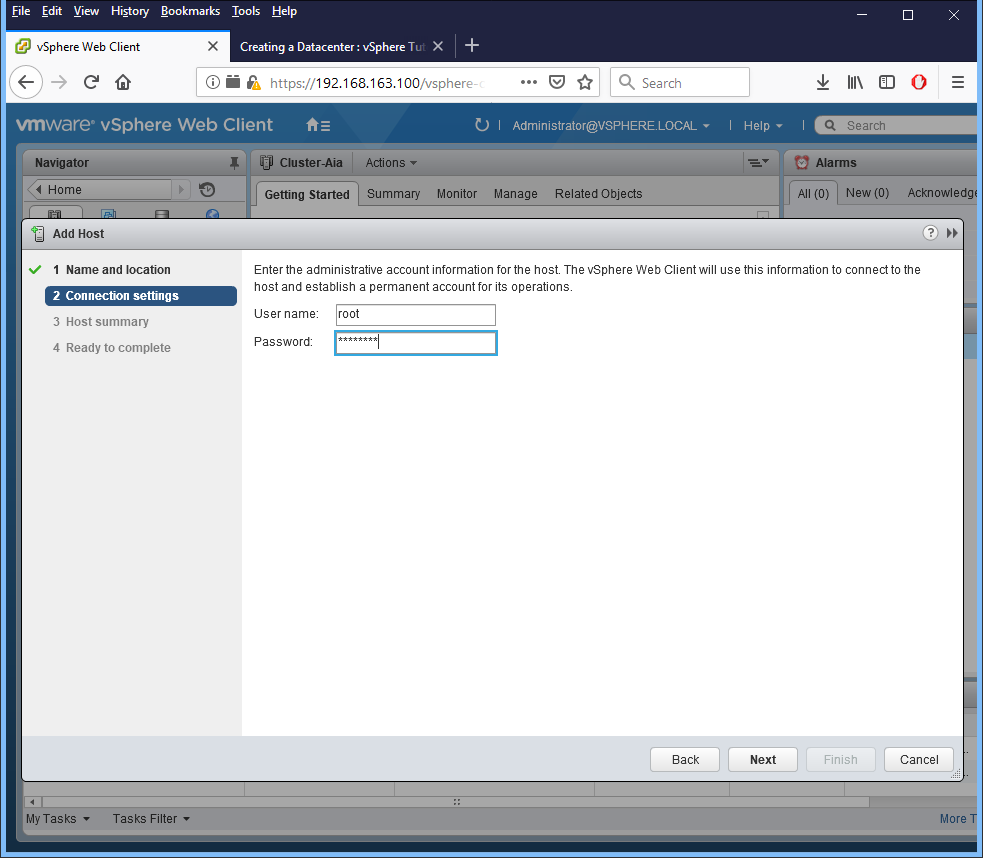 File Edit View History Bookmarks Tools Help
vSphere Web Client
Creating a Datacenter : vSphere Tut
https://192.168.163.100/vsphere-c
Search
vmware® vSphere Web Client
Administrator@VSPHERE.LOCAL
Help
Search
Navigator
Cluster-Aia
Actions
Alarms
Home
Getting Started Summary Monitor Manage Related Objects
All (0) New (0) Acknowledge
Add Host
1 Name and location
2 Connection settings
3 Host summary
4 Ready to complete
Enter the administrative account information for the host. The vSphere Web Client will use this information to connect to the
host and establish a permanent account for its operations.
User name: root
Password: ********
Back Next Finish Cancel
My Tasks Tasks Filter More T